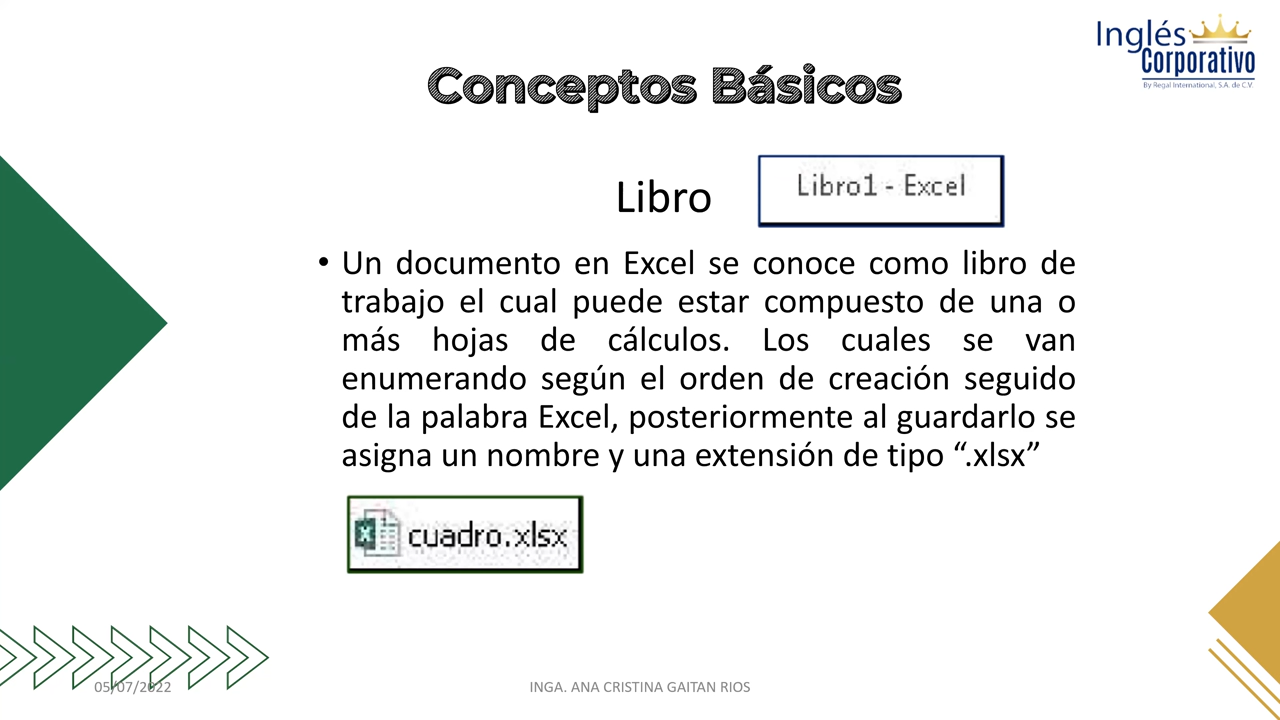 Inglés
Corporativo
By Regal International, S.A. de C.V.
Conceptos Básicos
Libro
Libro1 - Excel
• Un documento en Excel se conoce como libro de
trabajo el cual puede estar compuesto de una o
más hojas de cálculos. Los cuales se van
enumerando según el orden de creación seguido
de la palabra Excel, posteriormente al guardarlo se
asigna un nombre y una extensión de tipo “.xlsx”
cuadro.xlsx
05/07/2022
INGA. ANA CRISTINA GAITAN RIOS